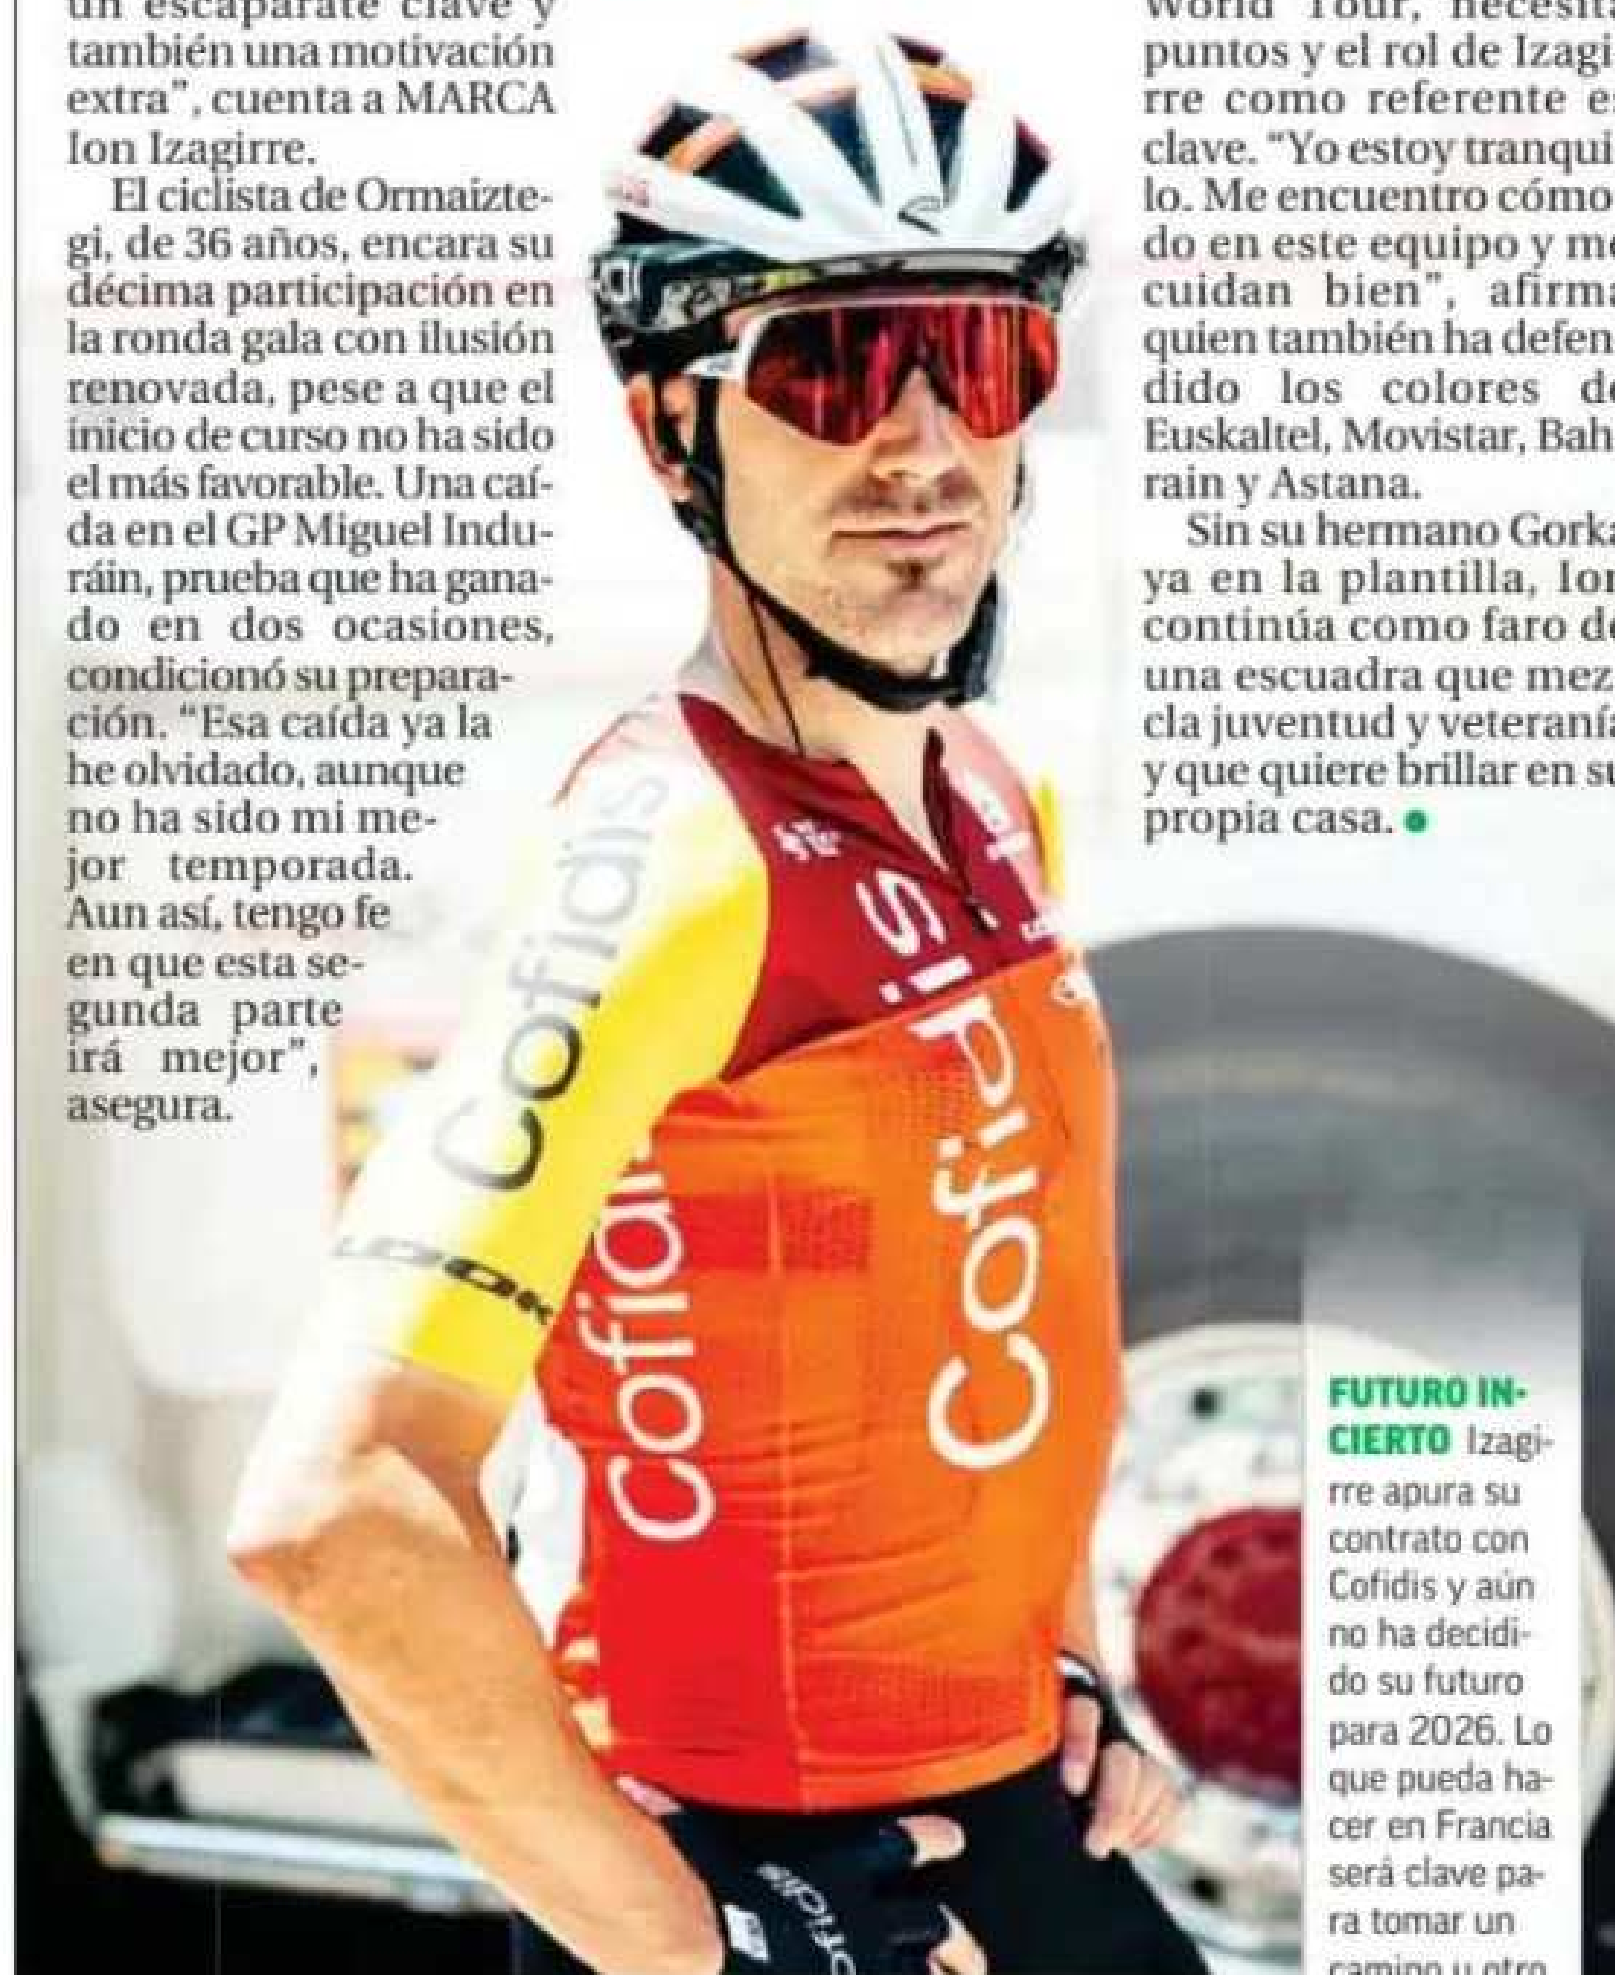 un escaparate clave y
también una motivación
extra”, cuenta a MARCA
Ion Izagirre.
El ciclista de Ormaizte-
gi, de 36 años, encara su
décima participación en
la ronda gala con ilusión
renovada, pese a que el
inicio de curso no ha sido
el más favorable. Una caí-
da en el GP Miguel Indu-
ráin, prueba que ha gana-
do en dos ocasiones,
condicionó su prepara-
ción. “Esa caída ya la
he olvidado, aunque
no ha sido mi me-
jor temporada.
Aun así, tengo fe
en que esta se-
gunda parte
irá mejor”,
asegura.
World Tour, necesita
puntos y el rol de Izagi-
rre como referente es
clave. “Yo estoy tranqui-
lo. Me encuentro cómo-
do en este equipo y me
cuidan bien”, afirma
quien también ha defen-
dido los colores de
Euskaltel, Movistar, Bah-
rain y Astana.
Sin su hermano Gorka
ya en la plantilla, Ion
continúa como faro de
una escuadra que mez-
cla juventud y veteranía
y que quiere brillar en su
propia casa.
Cofidis
Cofidis
Cofidis
FUTURO IN-
CIERTO Izagi-
rre apura su
contrato con
Cofidis y aún
no ha decidi-
do su futuro
para 2026. Lo
que pueda ha-
cer en Francia
será clave pa-
ra tomar un
camino u otro